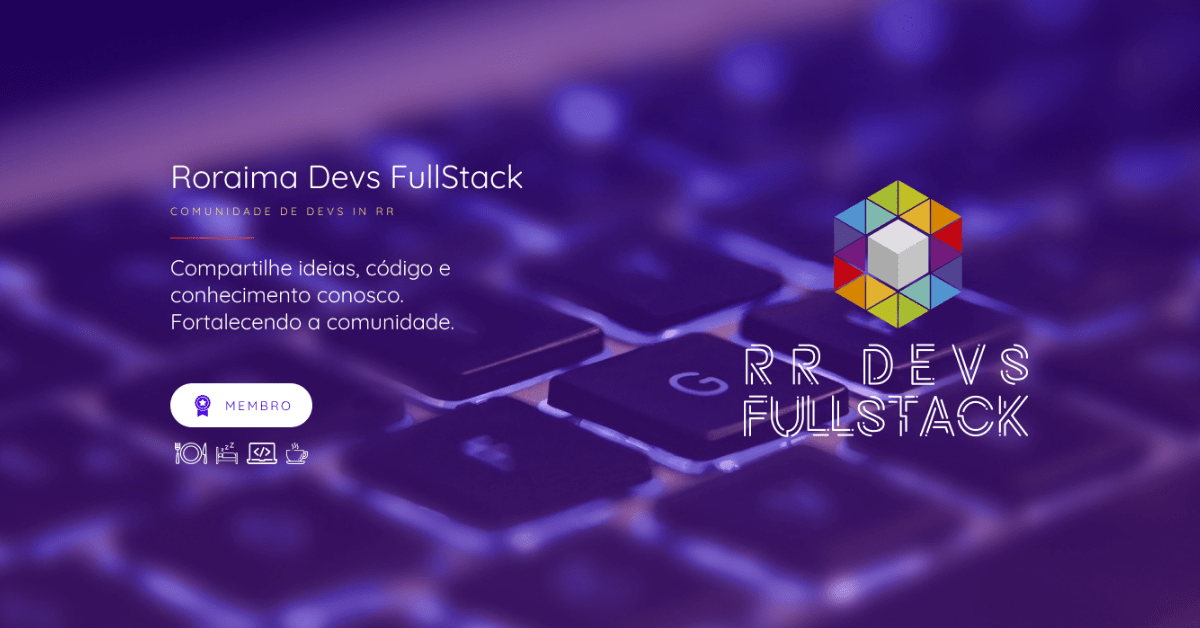 Roraima Devs FullStack
COMUNIDADE DE DEVS IN RR
Compartilhe ideias, código e
conhecimento conosco.
Fortalecendo a comunidade.
MEMBRO
RR DEVS
FULLSTACK
G